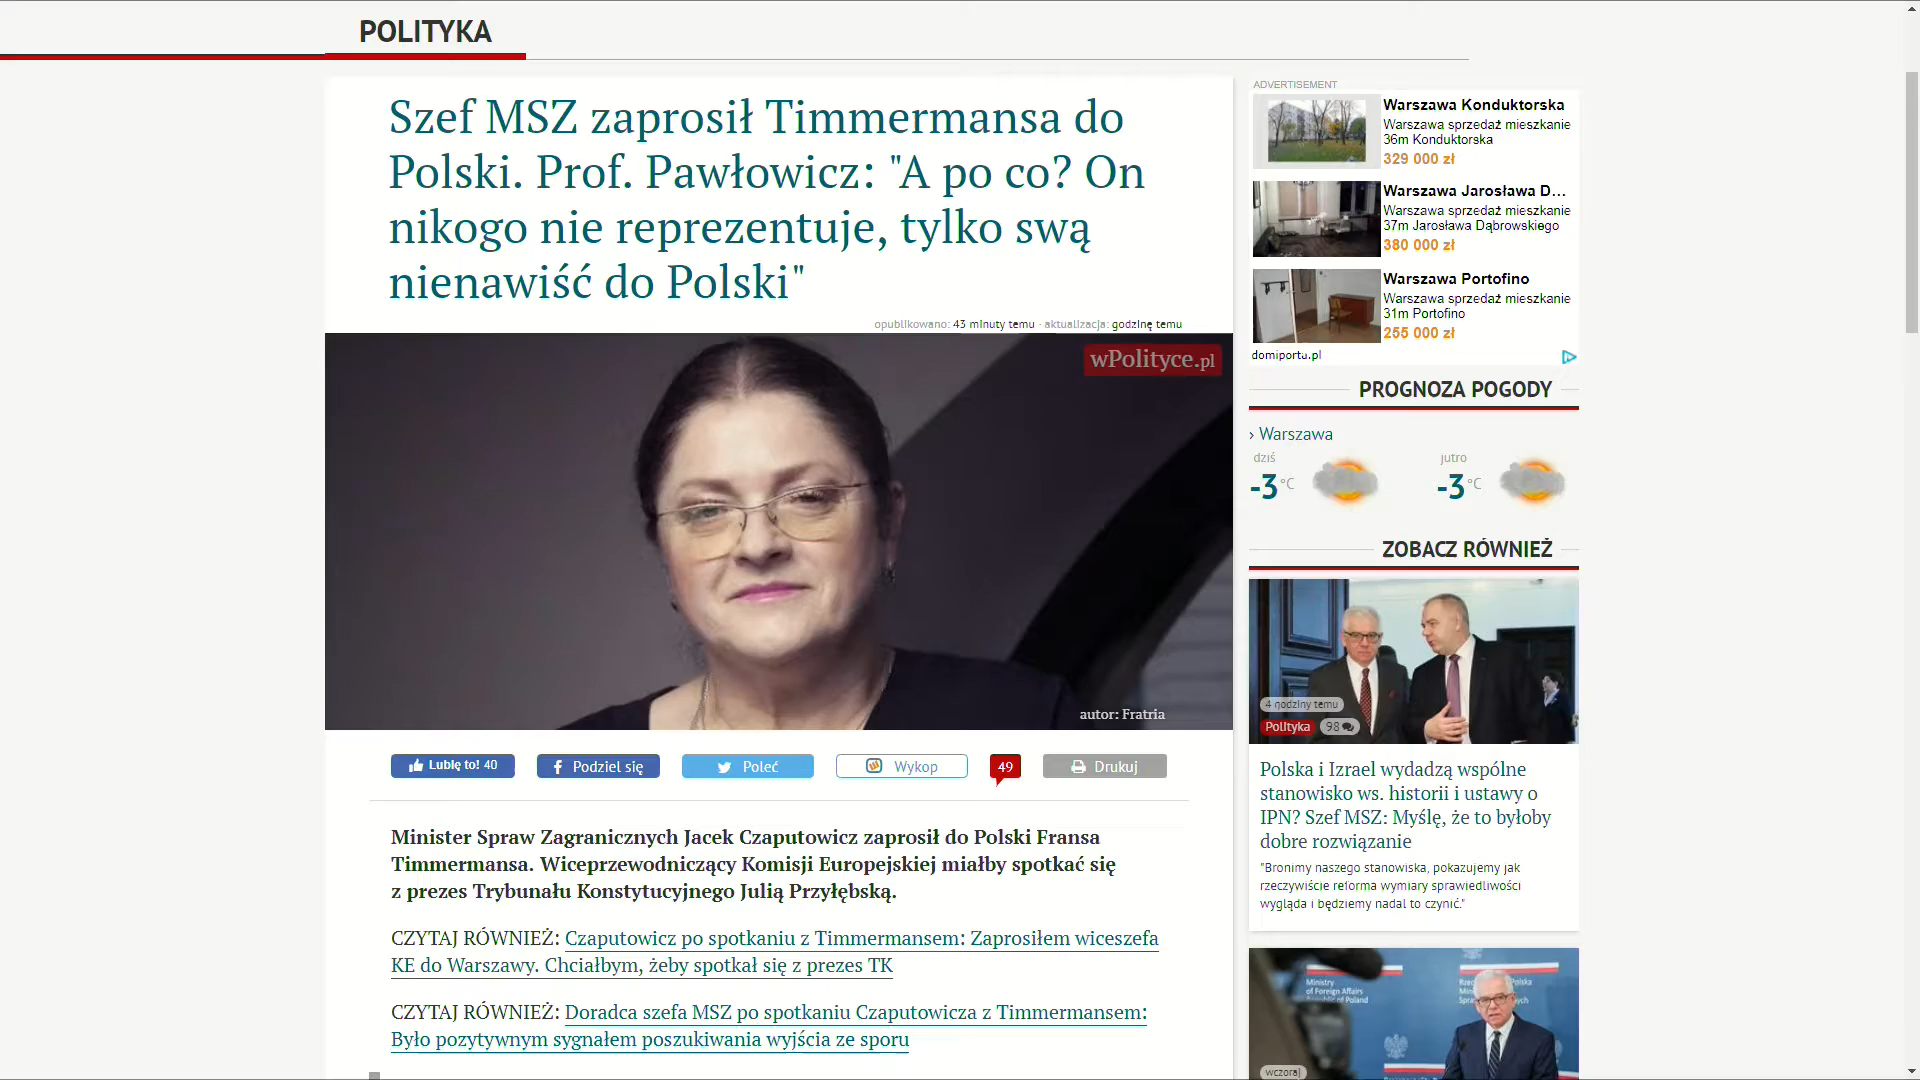 POLITYKA
Szef MSZ zaprosił Timmermansa do
Polski. Prof. Pawłowicz: "A po co? On
nikogo nie reprezentuje, tylko swą
nienawiść do Polski"
opublikowano: 43 minuty temu · aktualizacja: godzinę temu
wPolityce.pl
autor: Fratria
Lubię to! 40
Podziel się
Poleć
Wykop
49
Drukuj
Minister Spraw Zagranicznych Jacek Czaputowicz zaprosił do Polski Fransa
Timmermansa. Wiceprzewodniczący Komisji Europejskiej miałby spotkać się
z prezes Trybunału Konstytucyjnego Julią Przyłębską.
CZYTAJ RÓWNIEŻ: Czaputowicz po spotkaniu z Timmermansem: Zaprosiłem wiceszefa
KE do Warszawy. Chciałbym, żeby spotkał się z prezes TK
CZYTAJ RÓWNIEŻ: Doradca szefa MSZ po spotkaniu Czaputowicza z Timmermansem:
Było pozytywnym sygnałem poszukiwania wyjścia ze sporu
ADVERTISEMENT
Warszawa Konduktorska
Warszawa sprzedaż mieszkanie
36m Konduktorska
329 000 zł
Warszawa Jarosława D...
Warszawa sprzedaż mieszkanie
37m Jarosława Dąbrowskiego
380 000 zł
Warszawa Portofino
Warszawa sprzedaż mieszkanie
31m Portofino
255 000 zł
domiporta.pl
PROGNOZA POGODY
› Warszawa
dziś
-3 °C
jutro
-3 °C
ZOBACZ RÓWNIEŻ
4 godziny temu
Polityka 98
Polska i Izrael wydadzą wspólne
stanowisko ws. historii i ustawy o
IPN? Szef MSZ: Myślę, że to byłoby
dobre rozwiązanie
"Bronimy naszego stanowiska, pokazujemy jak
rzeczywiście reforma wymiary sprawiedliwości
wygląda i będziemy nadal to czynić."
Ministry
of Foreign Affairs
Republic of Poland
wczoraj